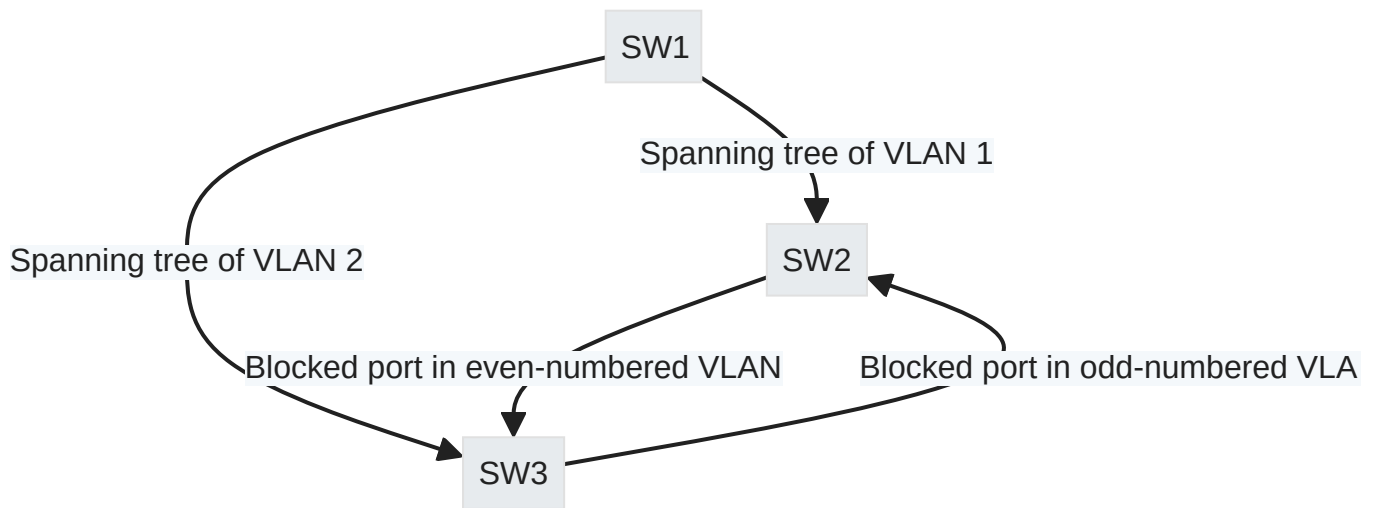 SW1
Spanning tree of VLAN 1
Spanning tree of VLAN 2
SW2
Blocked port in even-numbered VLAN
Blocked port in odd-numbered VLA
SW3